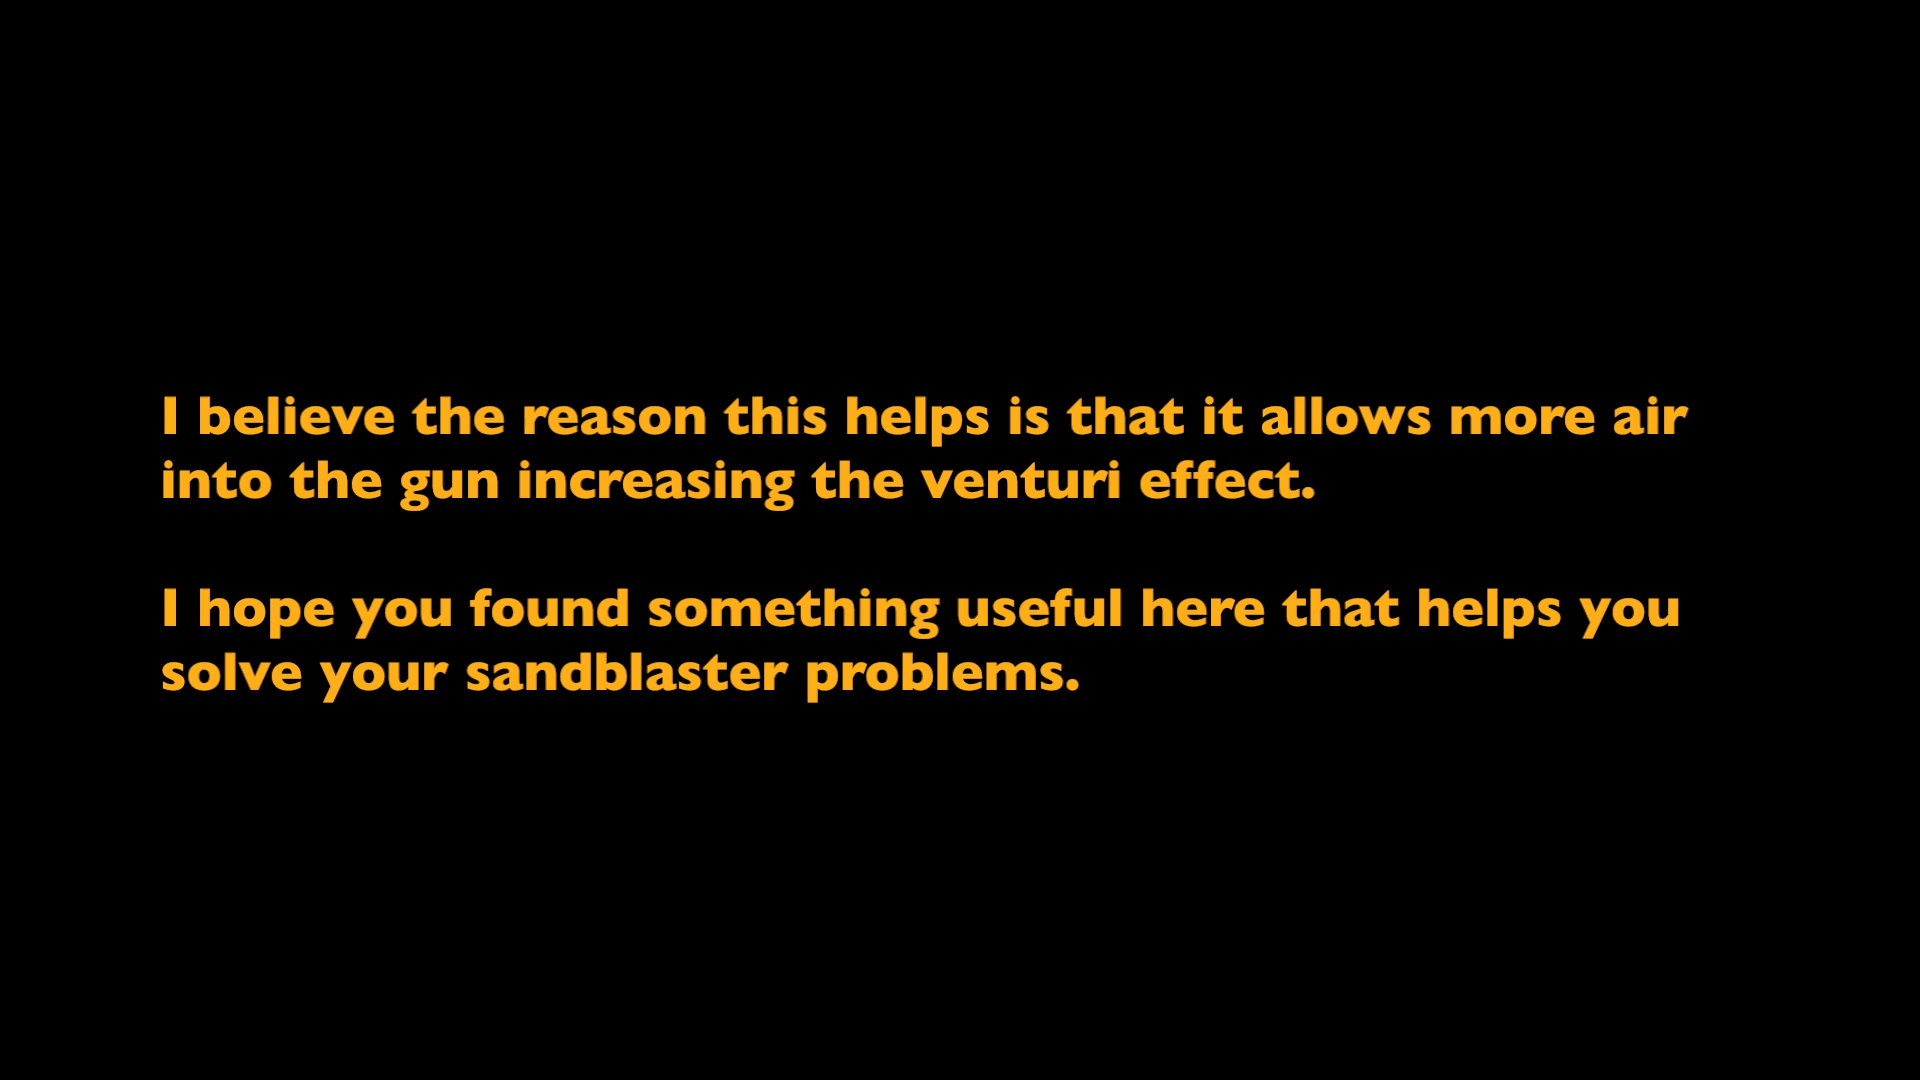 I believe the reason this helps is that it allows more air
into the gun increasing the venturi effect.
I hope you found something useful here that helps you
solve your sandblaster problems.